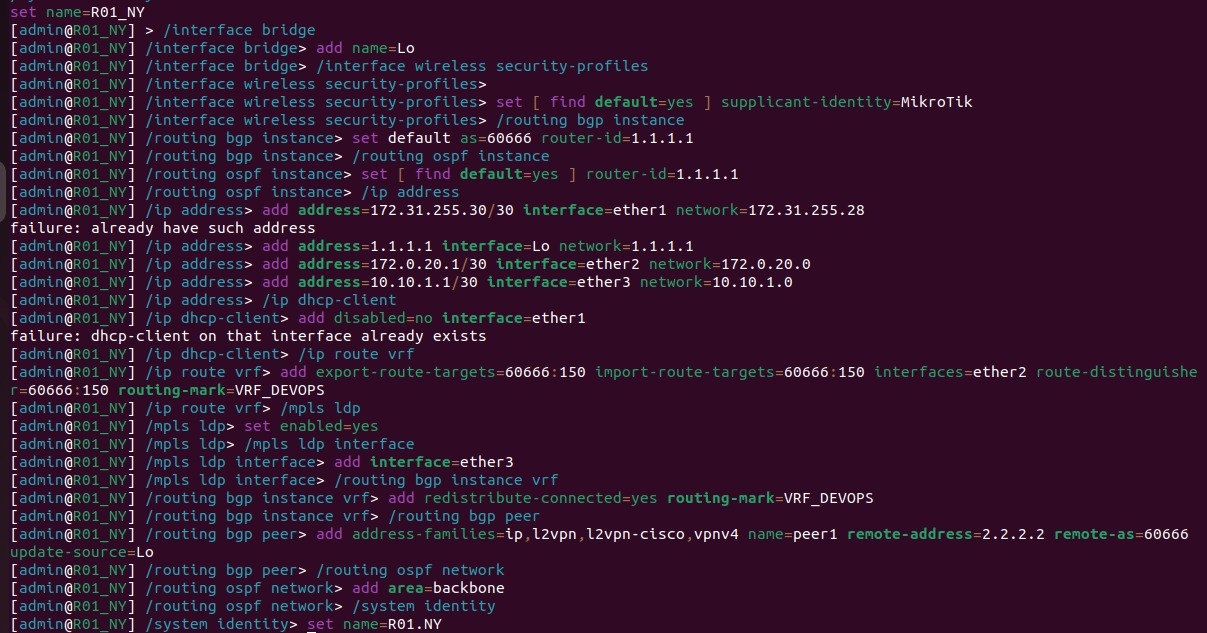 set name=R01_NY
[admin@R01_NY] > /interface bridge
[admin@R01_NY] /interface bridge> add name=Lo
[admin@R01_NY] /interface bridge> /interface wireless security-profiles
[admin@R01_NY] /interface wireless security-profiles>
[admin@R01_NY] /interface wireless security-profiles> set [ find default=yes ] supplicant-identity=MikroTik
[admin@R01_NY] /interface wireless security-profiles> /routing bgp instance
[admin@R01_NY] /routing bgp instance> set default as=60666 router-id=1.1.1.1
[admin@R01_NY] /routing bgp instance> /routing ospf instance
[admin@R01_NY] /routing ospf instance> set [ find default=yes ] router-id=1.1.1.1
[admin@R01_NY] /routing ospf instance> /ip address
[admin@R01_NY] /ip address> add address=172.31.255.30/30 interface=ether1 network=172.31.255.28
failure: already have such address
[admin@R01_NY] /ip address> add address=1.1.1.1 interface=Lo network=1.1.1.1
[admin@R01_NY] /ip address> add address=172.0.20.1/30 interface=ether2 network=172.0.20.0
[admin@R01_NY] /ip address> add address=10.10.1.1/30 interface=ether3 network=10.10.1.0
[admin@R01_NY] /ip address> /ip dhcp-client
[admin@R01_NY] /ip dhcp-client> add disabled=no interface=ether1
failure: dhcp-client on that interface already exists
[admin@R01_NY] /ip dhcp-client> /ip route vrf
[admin@R01_NY] /ip route vrf> add export-route-targets=60666:150 import-route-targets=60666:150 interfaces=ether2 route-distinguishe
r=60666:150 routing-mark=VRF_DEVOPS
[admin@R01_NY] /ip route vrf> /mpls ldp
[admin@R01_NY] /mpls ldp> set enabled=yes
[admin@R01_NY] /mpls ldp> /mpls ldp interface
[admin@R01_NY] /mpls ldp interface> add interface=ether3
[admin@R01_NY] /mpls ldp interface> /routing bgp instance vrf
[admin@R01_NY] /routing bgp instance vrf> add redistribute-connected=yes routing-mark=VRF_DEVOPS
[admin@R01_NY] /routing bgp instance vrf> /routing bgp peer
[admin@R01_NY] /routing bgp peer> add address-families=ip,l2vpn,l2vpn-cisco,vpnv4 name=peer1 remote-address=2.2.2.2 remote-as=60666
update-source=Lo
[admin@R01_NY] /routing bgp peer> /routing ospf network
[admin@R01_NY] /routing ospf network> add area=backbone
[admin@R01_NY] /routing ospf network> /system identity
[admin@R01_NY] /system identity> set name=R01.NY